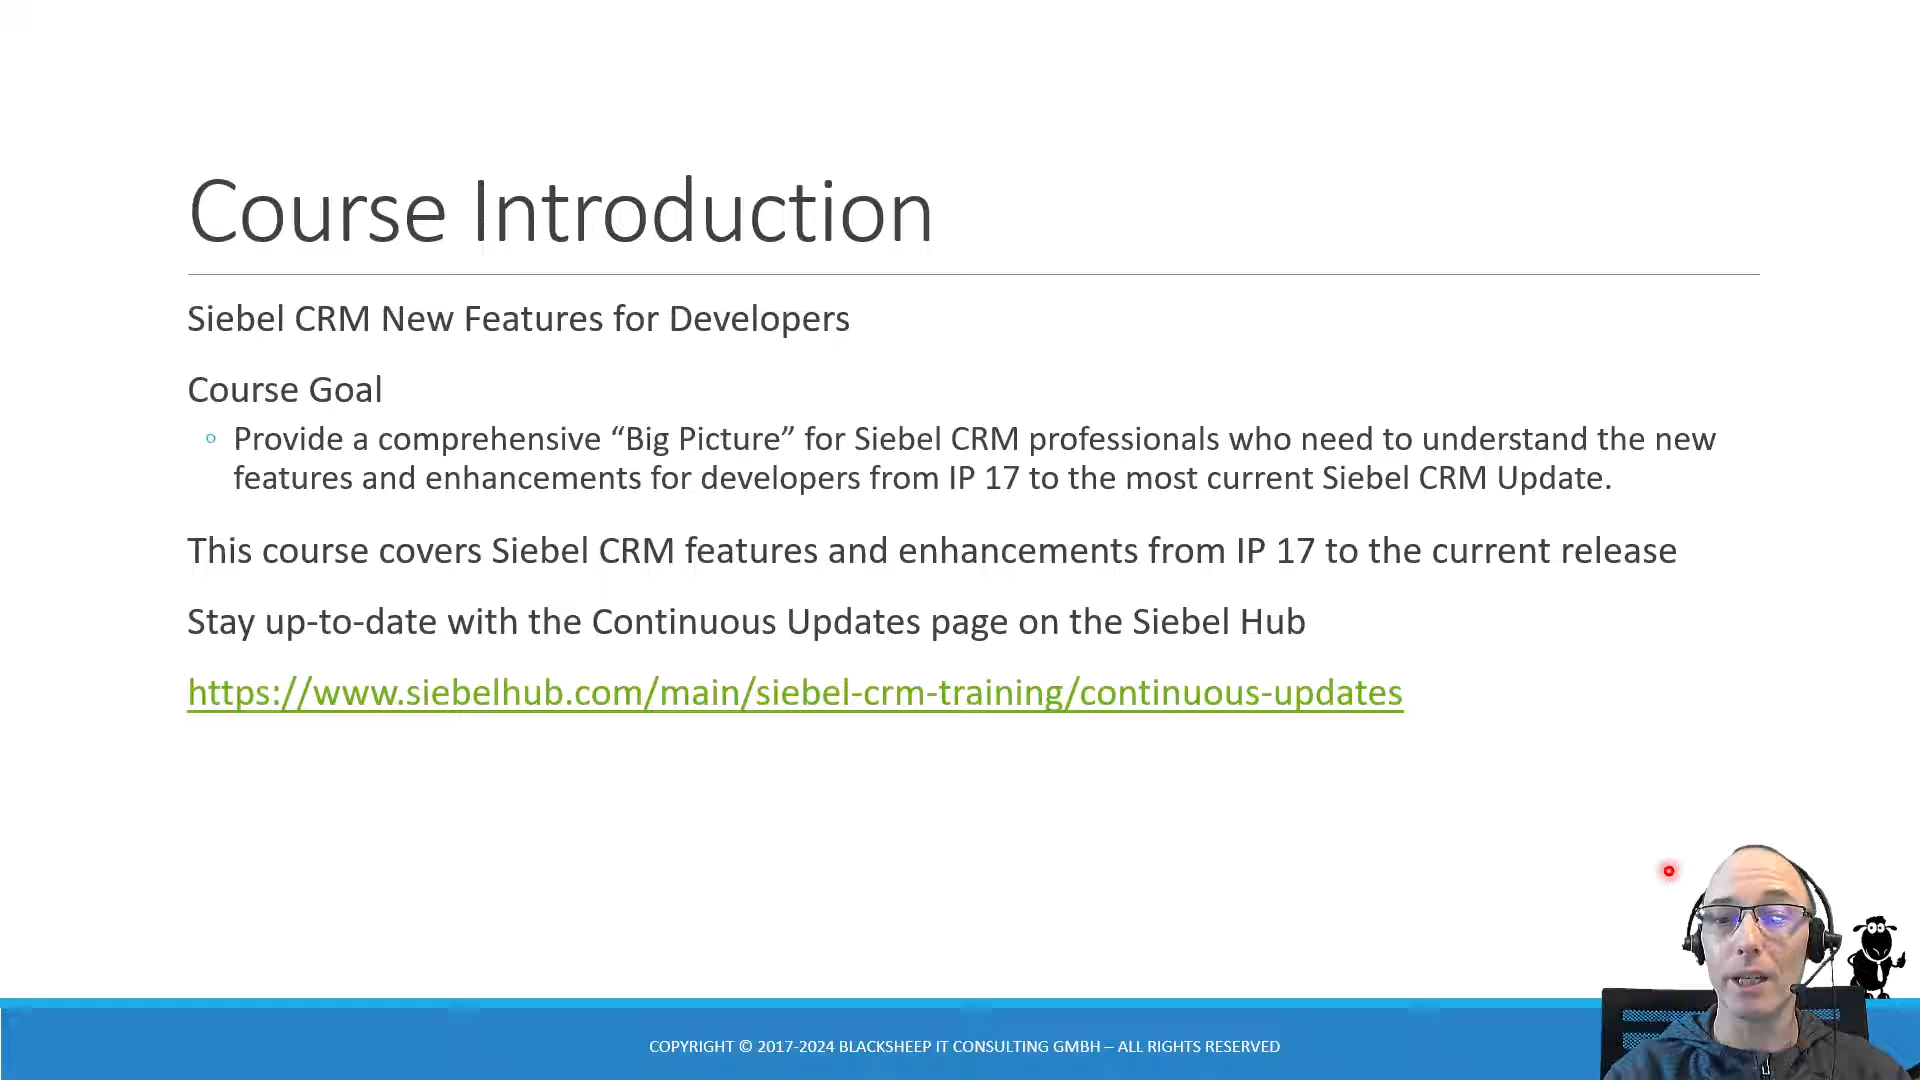 Course Introduction
Siebel CRM New Features for Developers
Course Goal
Provide a comprehensive “Big Picture” for Siebel CRM professionals who need to understand the new
features and enhancements for developers from IP 17 to the most current Siebel CRM Update.
This course covers Siebel CRM features and enhancements from IP 17 to the current release
Stay up-to-date with the Continuous Updates page on the Siebel Hub
https://www.siebelhub.com/main/siebel-crm-training/continuous-updates
COPYRIGHT © 2017-2024 BLACKSHEEP IT CONSULTING GMBH – ALL RIGHTS RESERVED